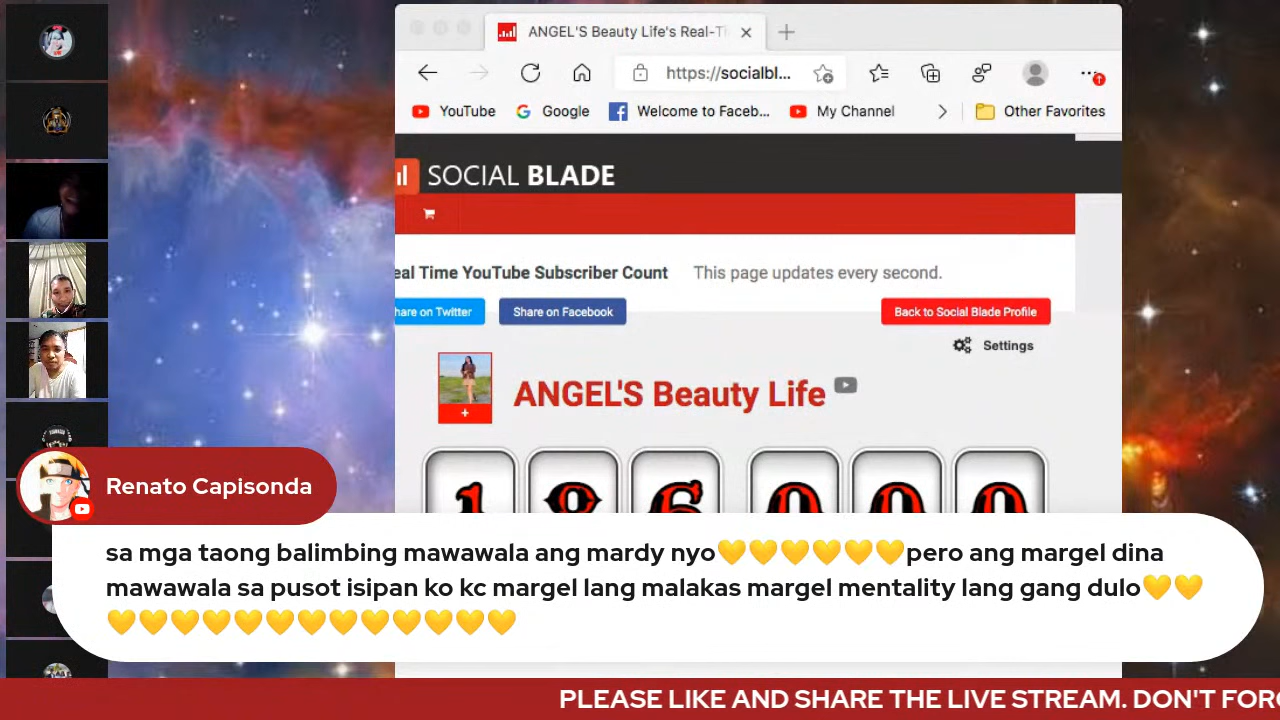 ANGEL'S Beauty Life's Real-Ti
https://socialbl...
YouTube
Google
Welcome to Faceb...
My Channel
Other Favorites
SOCIAL BLADE
eal Time YouTube Subscriber Count
This page updates every second.
hare on Twitter
Share on Facebook
Back to Social Blade Profile
Settings
ANGEL'S Beauty Life
Renato Capisonda
sa mga taong balimbing mawawala ang mardy nyo💛💛💛💛💛💛pero ang margel dina
mawawala sa pusot isipan ko kc margel lang malakas margel mentality lang gang dulo💛💛
💛💛💛💛💛💛💛💛💛💛💛💛💛
PLEASE LIKE AND SHARE THE LIVE STREAM. DON'T FORG